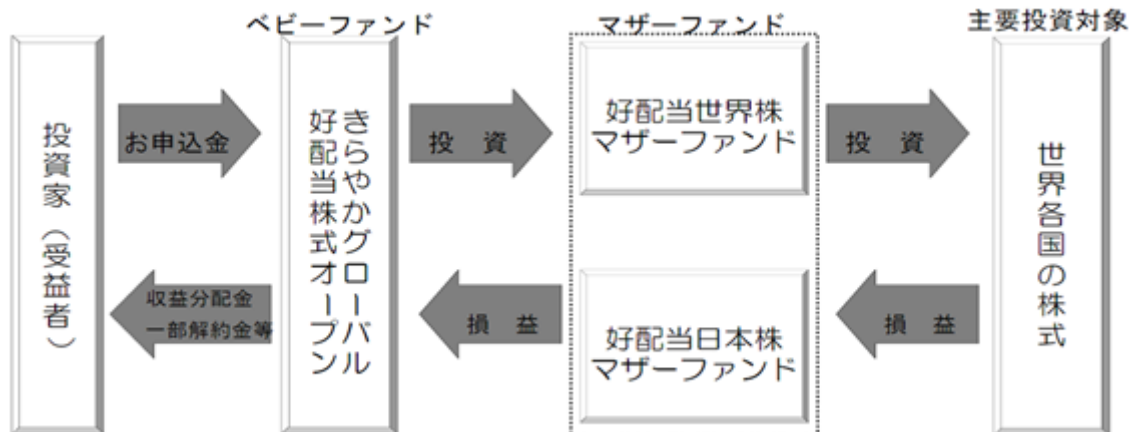 ベビーファンド
マザーファンド
主要投資対象
投資家（受益者）
お申込金
収益分配金
一部解約金等
きらやかグローバル
好配当株式オープン
投　資
損　益
好配当世界株
マザーファンド
好配当日本株
マザーファンド
投　資
損　益
世界各国の株式